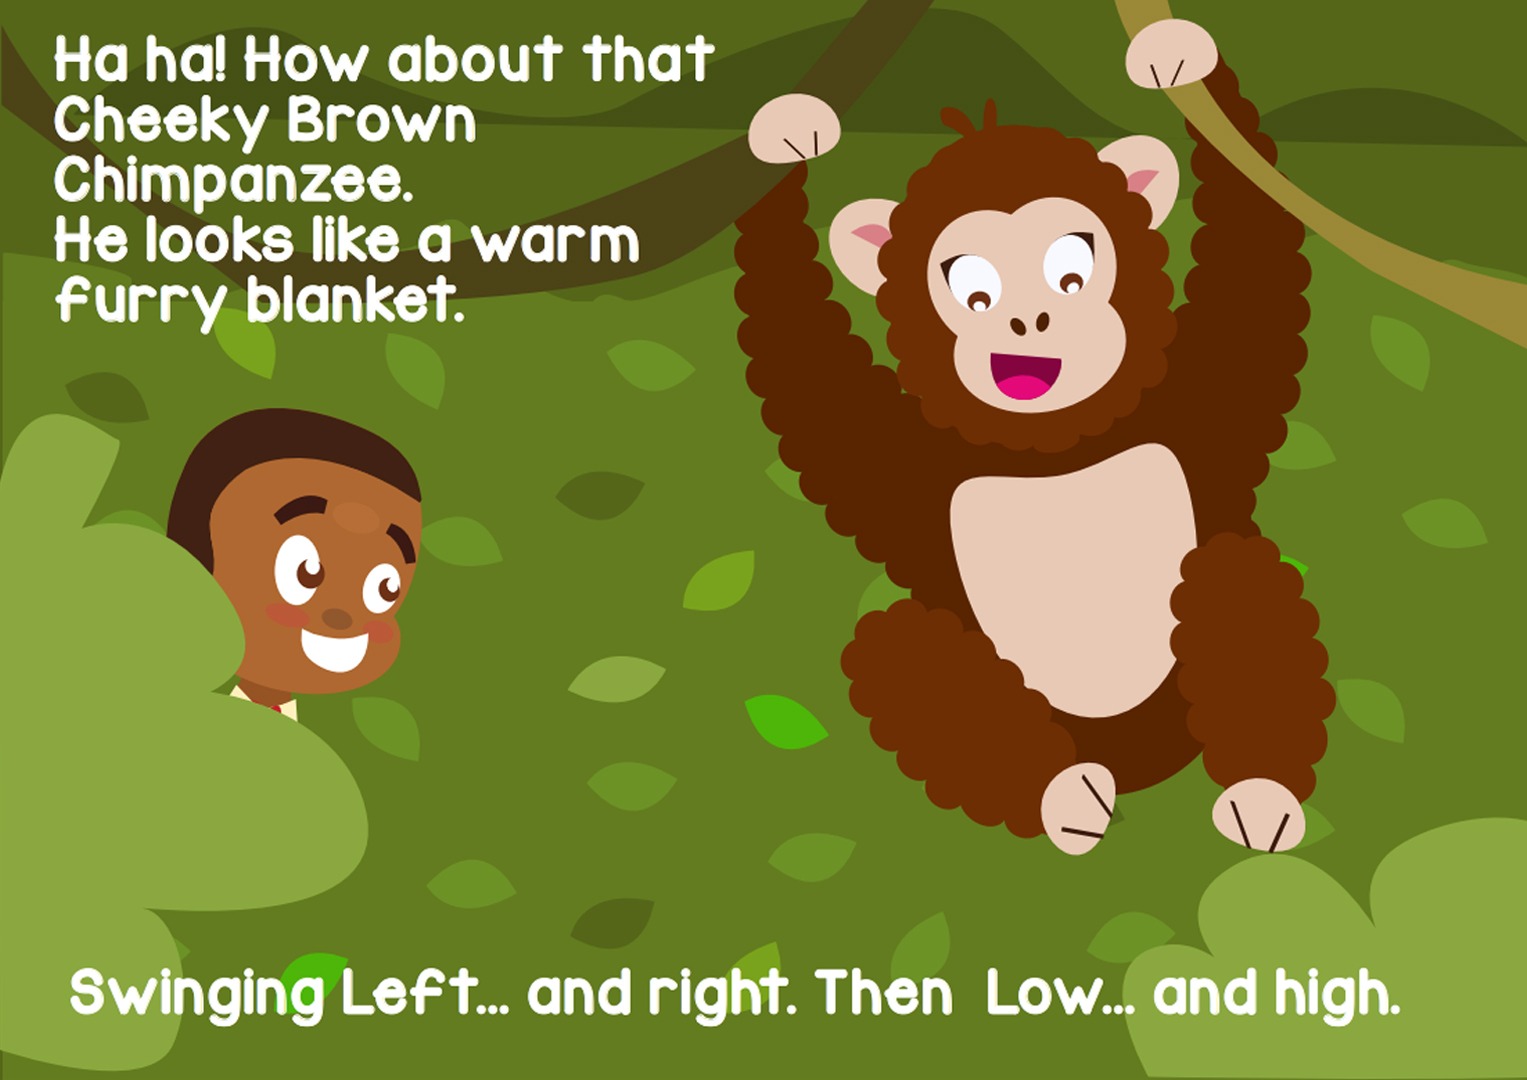 Ha ha! How about that
Cheeky Brown
Chimpanzee.
He looks like a warm
furry blanket.
Swinging Left... and right. Then Low... and high.